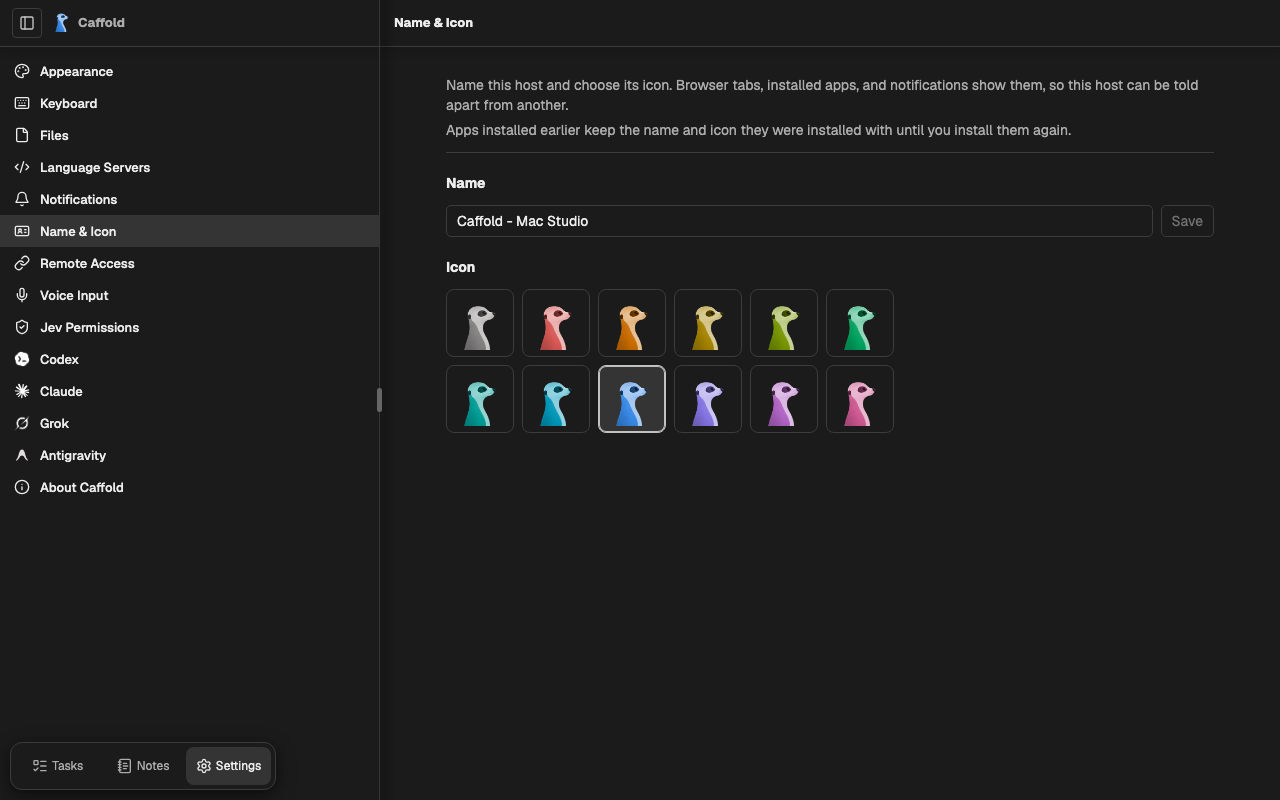 Caffold
Name & Icon
Appearance
Keyboard
Files
Language Servers
Notifications
Name & Icon
Remote Access
Voice Input
Jev Permissions
Codex
Claude
Grok
Antigravity
About Caffold
Name this host and choose its icon. Browser tabs, installed apps, and notifications show them, so this host can be told
apart from another.
Apps installed earlier keep the name and icon they were installed with until you install them again.
Name
Caffold - Mac Studio
Save
Icon
Tasks
Notes
Settings